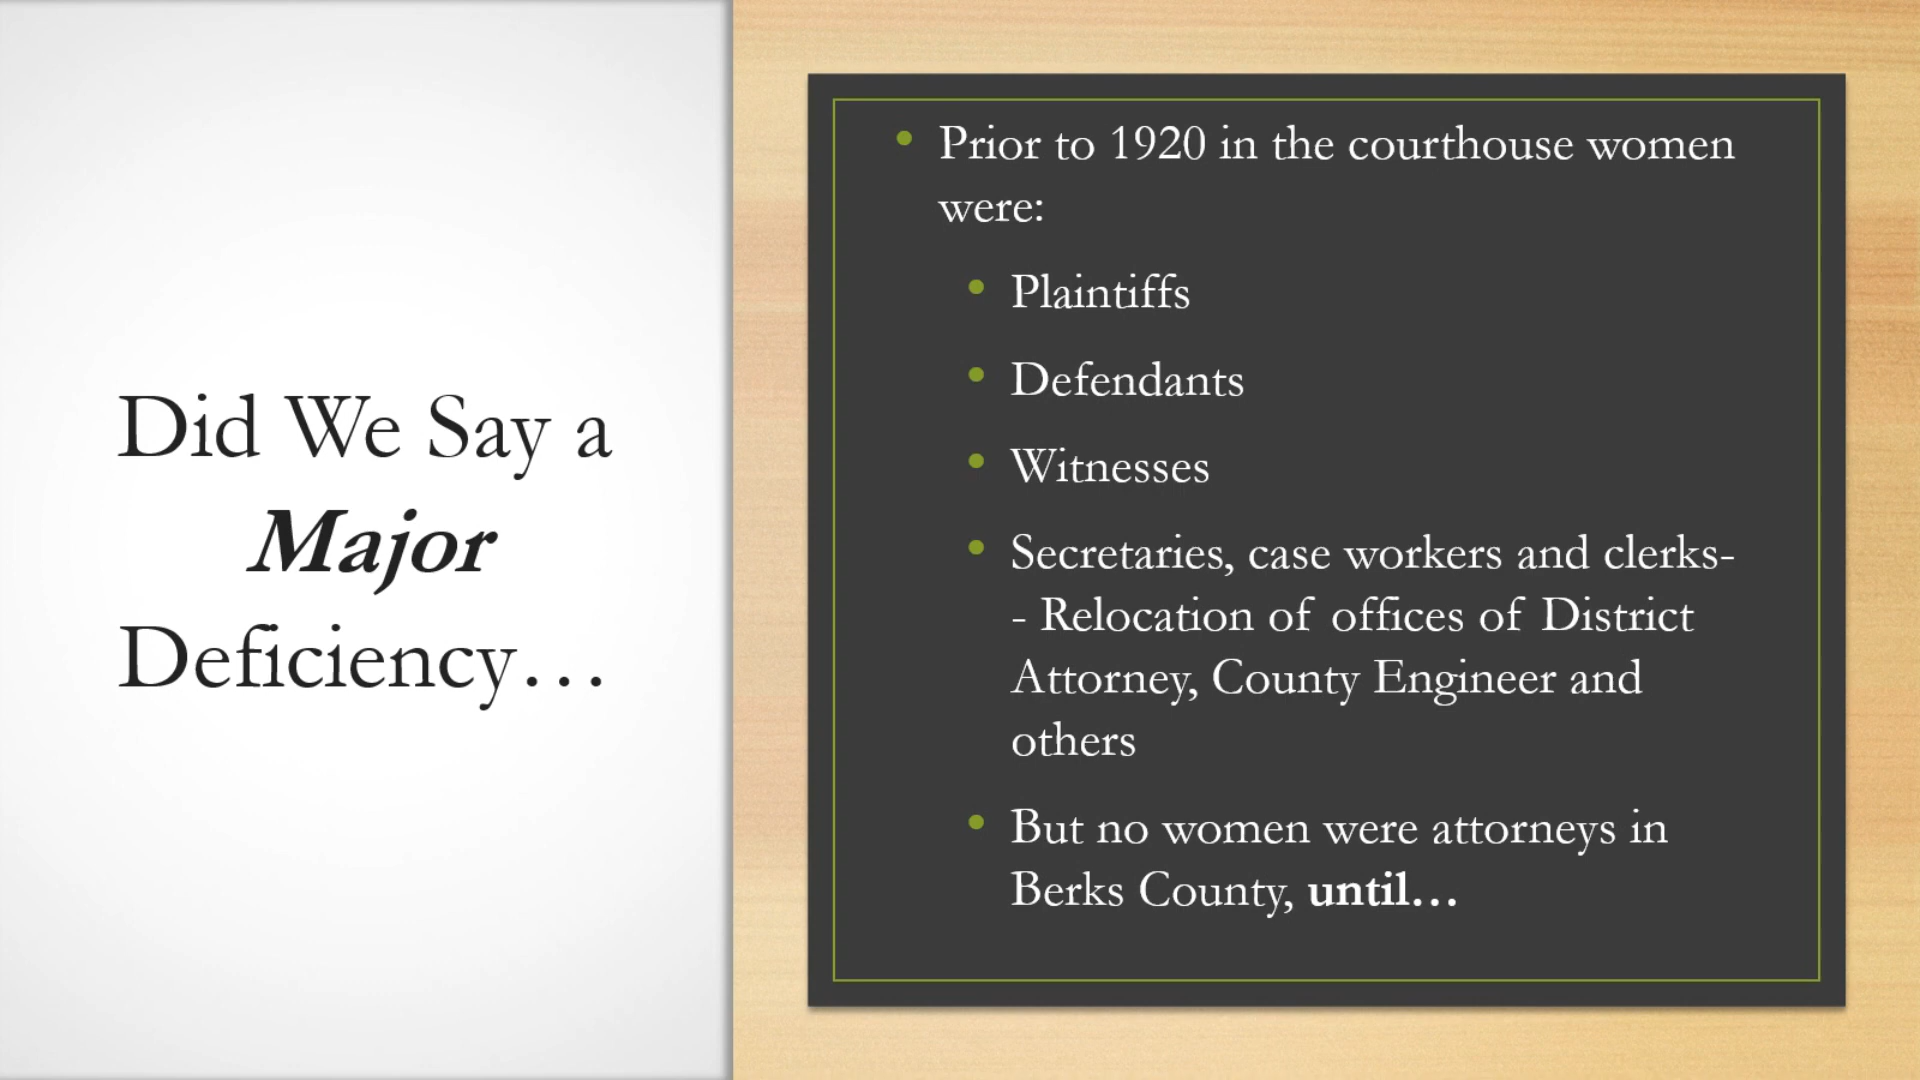 Did We Say a
Major
Deficiency…
• Prior to 1920 in the courthouse women
were:
• Plaintiffs
• Defendants
• Witnesses
• Secretaries, case workers and clerks-
- Relocation of offices of District
Attorney, County Engineer and
others
• But no women were attorneys in
Berks County, until…